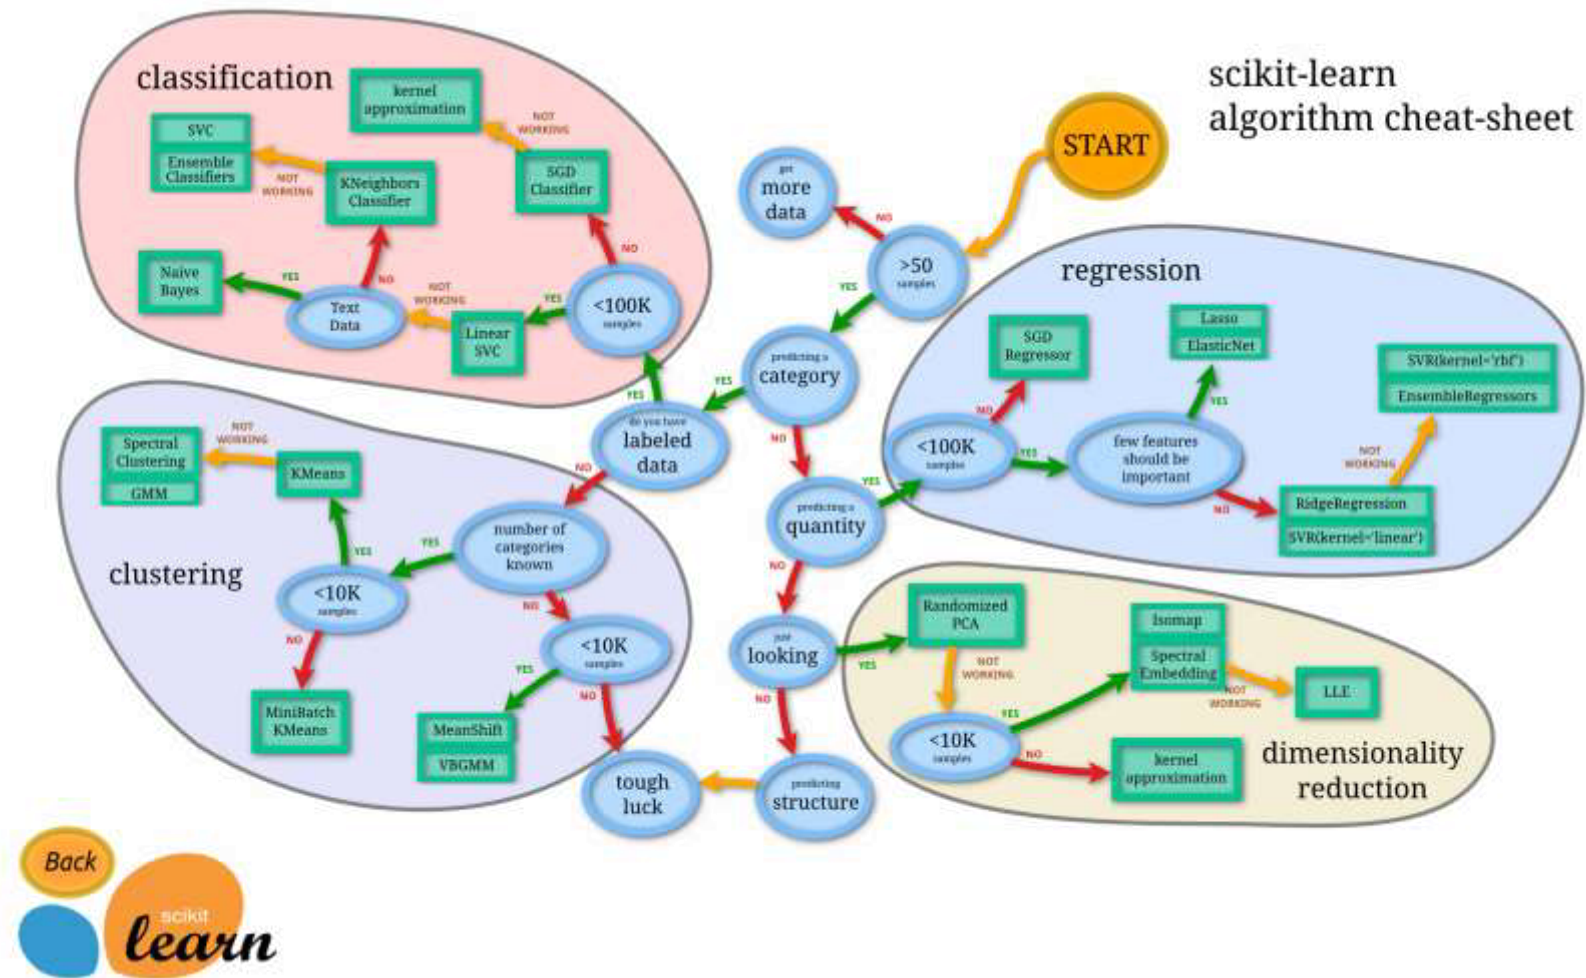 scikit-learn
algorithm cheat-sheet
START
get
more
data
NO
>50
samples
YES
predicting a
category
YES
NO
do you have
labeled
data
YES
NO
predicting a
quantity
YES
NO
just
looking
YES
NO
predicting
structure
tough
luck
classification
kernel
approximation
NOT
WORKING
SGD
Classifier
NO
<100K
samples
YES
Linear
SVC
NOT
WORKING
Text
Data
YES
Naive
Bayes
NO
KNeighbors
Classifier
NOT
WORKING
SVC
Ensemble
Classifiers
regression
<100K
samples
NO
SGD
Regressor
YES
few features
should be
important
YES
Lasso
ElasticNet
NO
RidgeRegression
SVR(kernel='linear')
NOT
WORKING
SVR(kernel='rbf')
EnsembleRegressors
clustering
number of
categories
known
YES
<10K
samples
YES
KMeans
NOT
WORKING
Spectral
Clustering
GMM
NO
MiniBatch
KMeans
NO
<10K
samples
YES
MeanShift
VBGMM
NO
dimensionality
reduction
Randomized
PCA
NOT
WORKING
<10K
samples
YES
Isomap
Spectral
Embedding
NOT
WORKING
LLE
NO
kernel
approximation
Back
scikit
learn